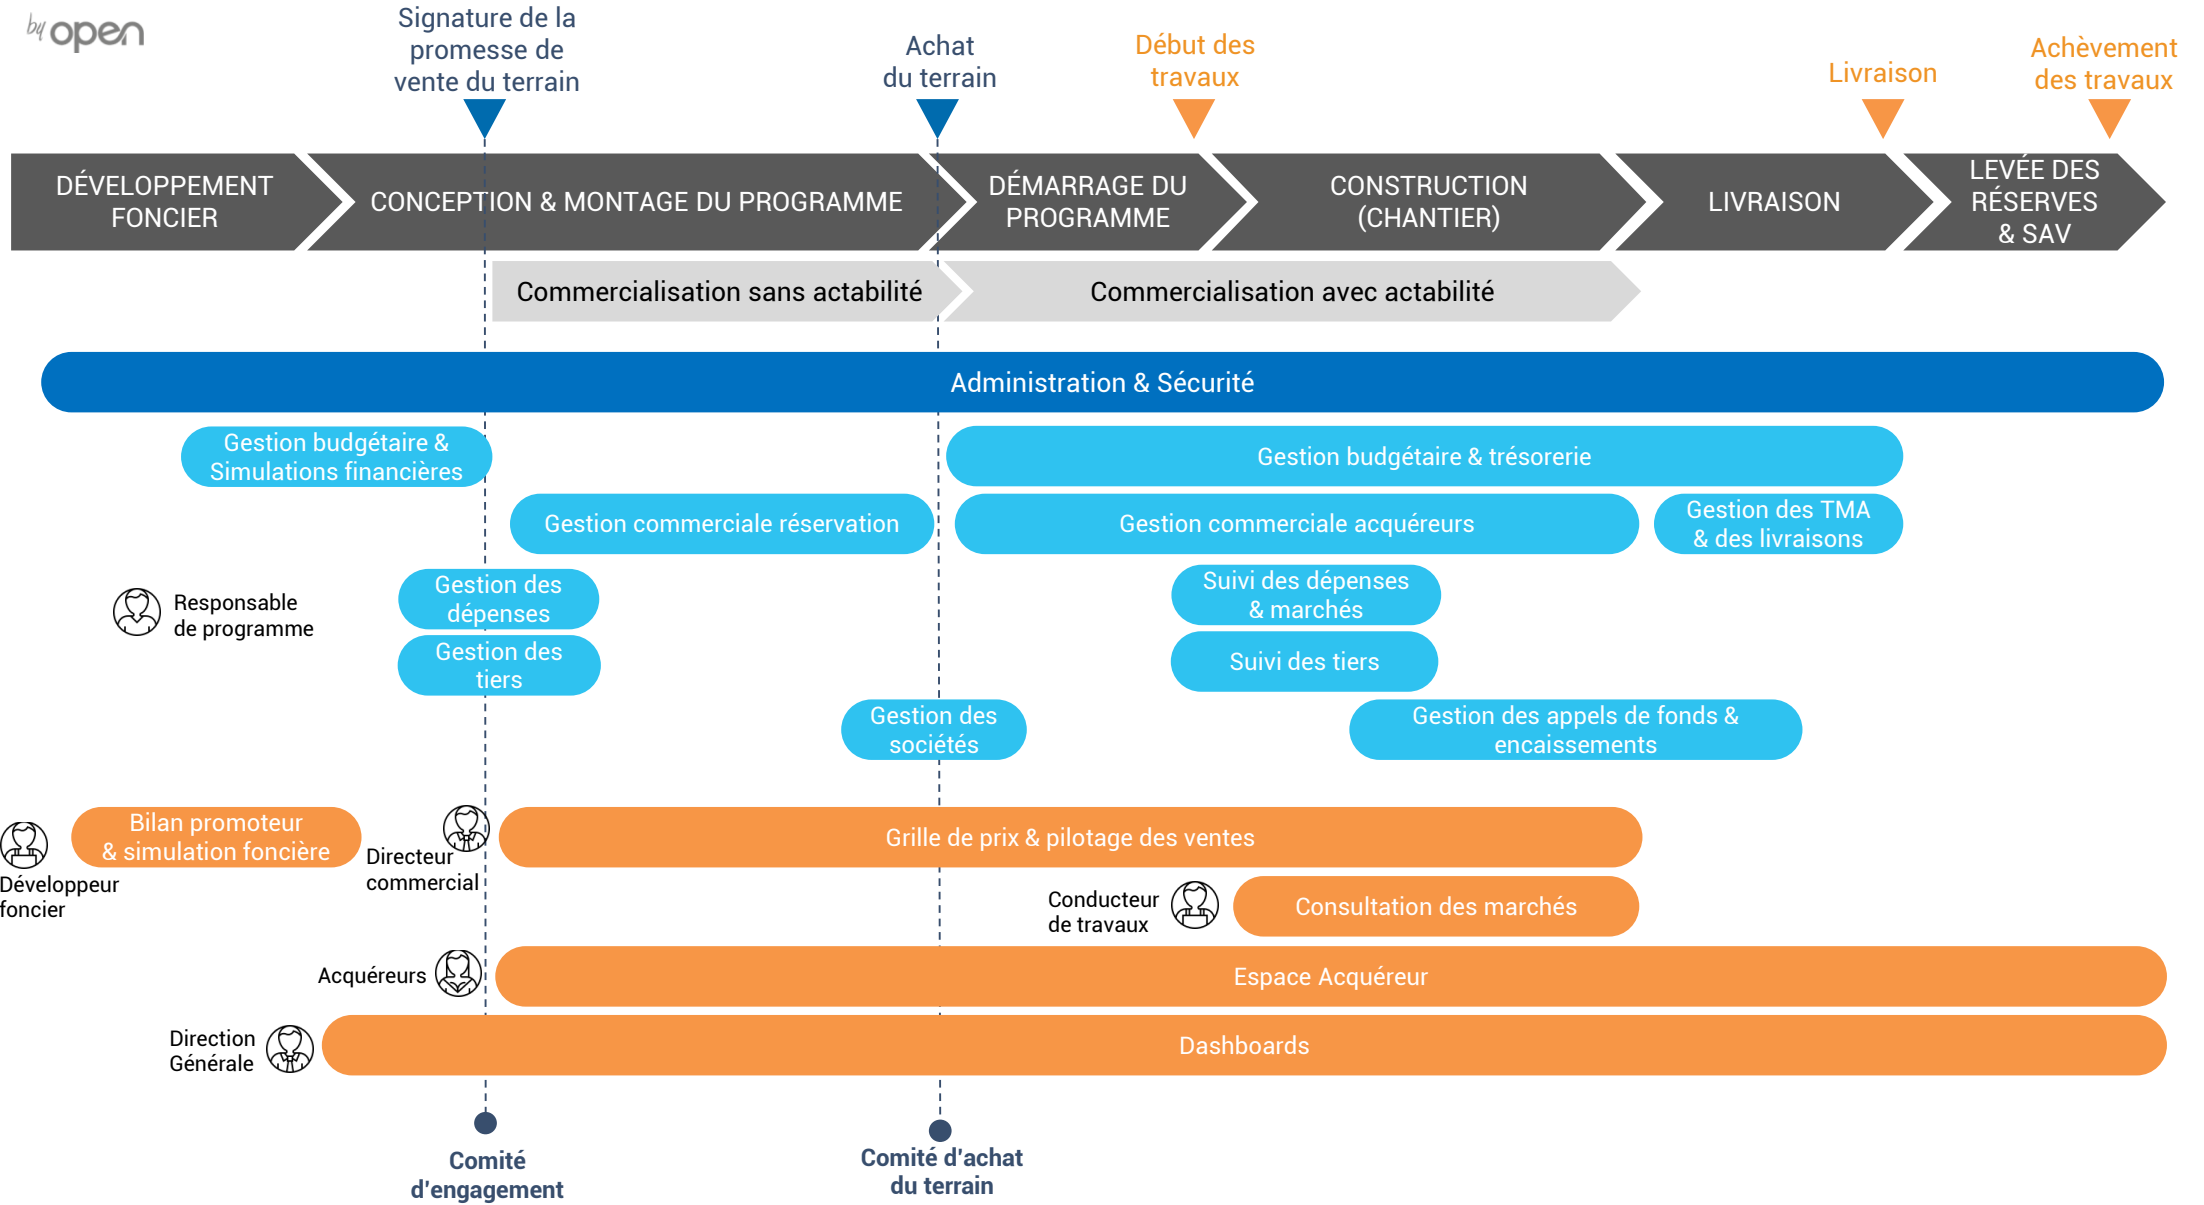 by open
Signature de la
promesse de
vente du terrain
Achat
du terrain
Début des
travaux
Livraison
Achèvement
des travaux
DÉVELOPPEMENT
FONCIER
CONCEPTION & MONTAGE DU PROGRAMME
DÉMARRAGE DU
PROGRAMME
CONSTRUCTION
(CHANTIER)
LIVRAISON
LEVÉE DES
RÉSERVES
& SAV
Commercialisation sans actabilité
Commercialisation avec actabilité
Administration & Sécurité
Gestion budgétaire &
Simulations financières
Gestion budgétaire & trésorerie
Gestion commerciale réservation
Gestion commerciale acquéreurs
Gestion des TMA
& des livraisons
Responsable
de programme
Gestion des
dépenses
Suivi des dépenses
& marchés
Gestion des
tiers
Suivi des tiers
Gestion des
sociétés
Gestion des appels de fonds &
encaissements
Développeur
foncier
Bilan promoteur
& simulation foncière
Directeur
commercial
Grille de prix & pilotage des ventes
Conducteur
de travaux
Consultation des marchés
Acquéreurs
Espace Acquéreur
Direction
Générale
Dashboards
Comité
d'engagement
Comité d'achat
du terrain